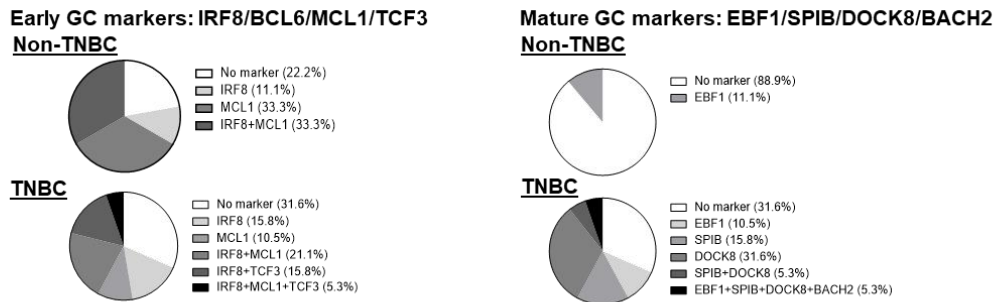 Early GC markers: IRF8/BCL6/MCL1/TCF3
Non-TNBC
No marker (22.2%)
IRF8 (11.1%)
MCL1 (33.3%)
IRF8+MCL1 (33.3%)
TNBC
No marker (31.6%)
IRF8 (15.8%)
MCL1 (10.5%)
IRF8+MCL1 (21.1%)
IRF8+TCF3 (15.8%)
IRF8+MCL1+TCF3 (5.3%)
Mature GC markers: EBF1/SPIB/DOCK8/BACH2
Non-TNBC
No marker (88.9%)
EBF1 (11.1%)
TNBC
No marker (31.6%)
EBF1 (10.5%)
SPIB (15.8%)
DOCK8 (31.6%)
SPIB+DOCK8 (5.3%)
EBF1+SPIB+DOCK8+BACH2 (5.3%)